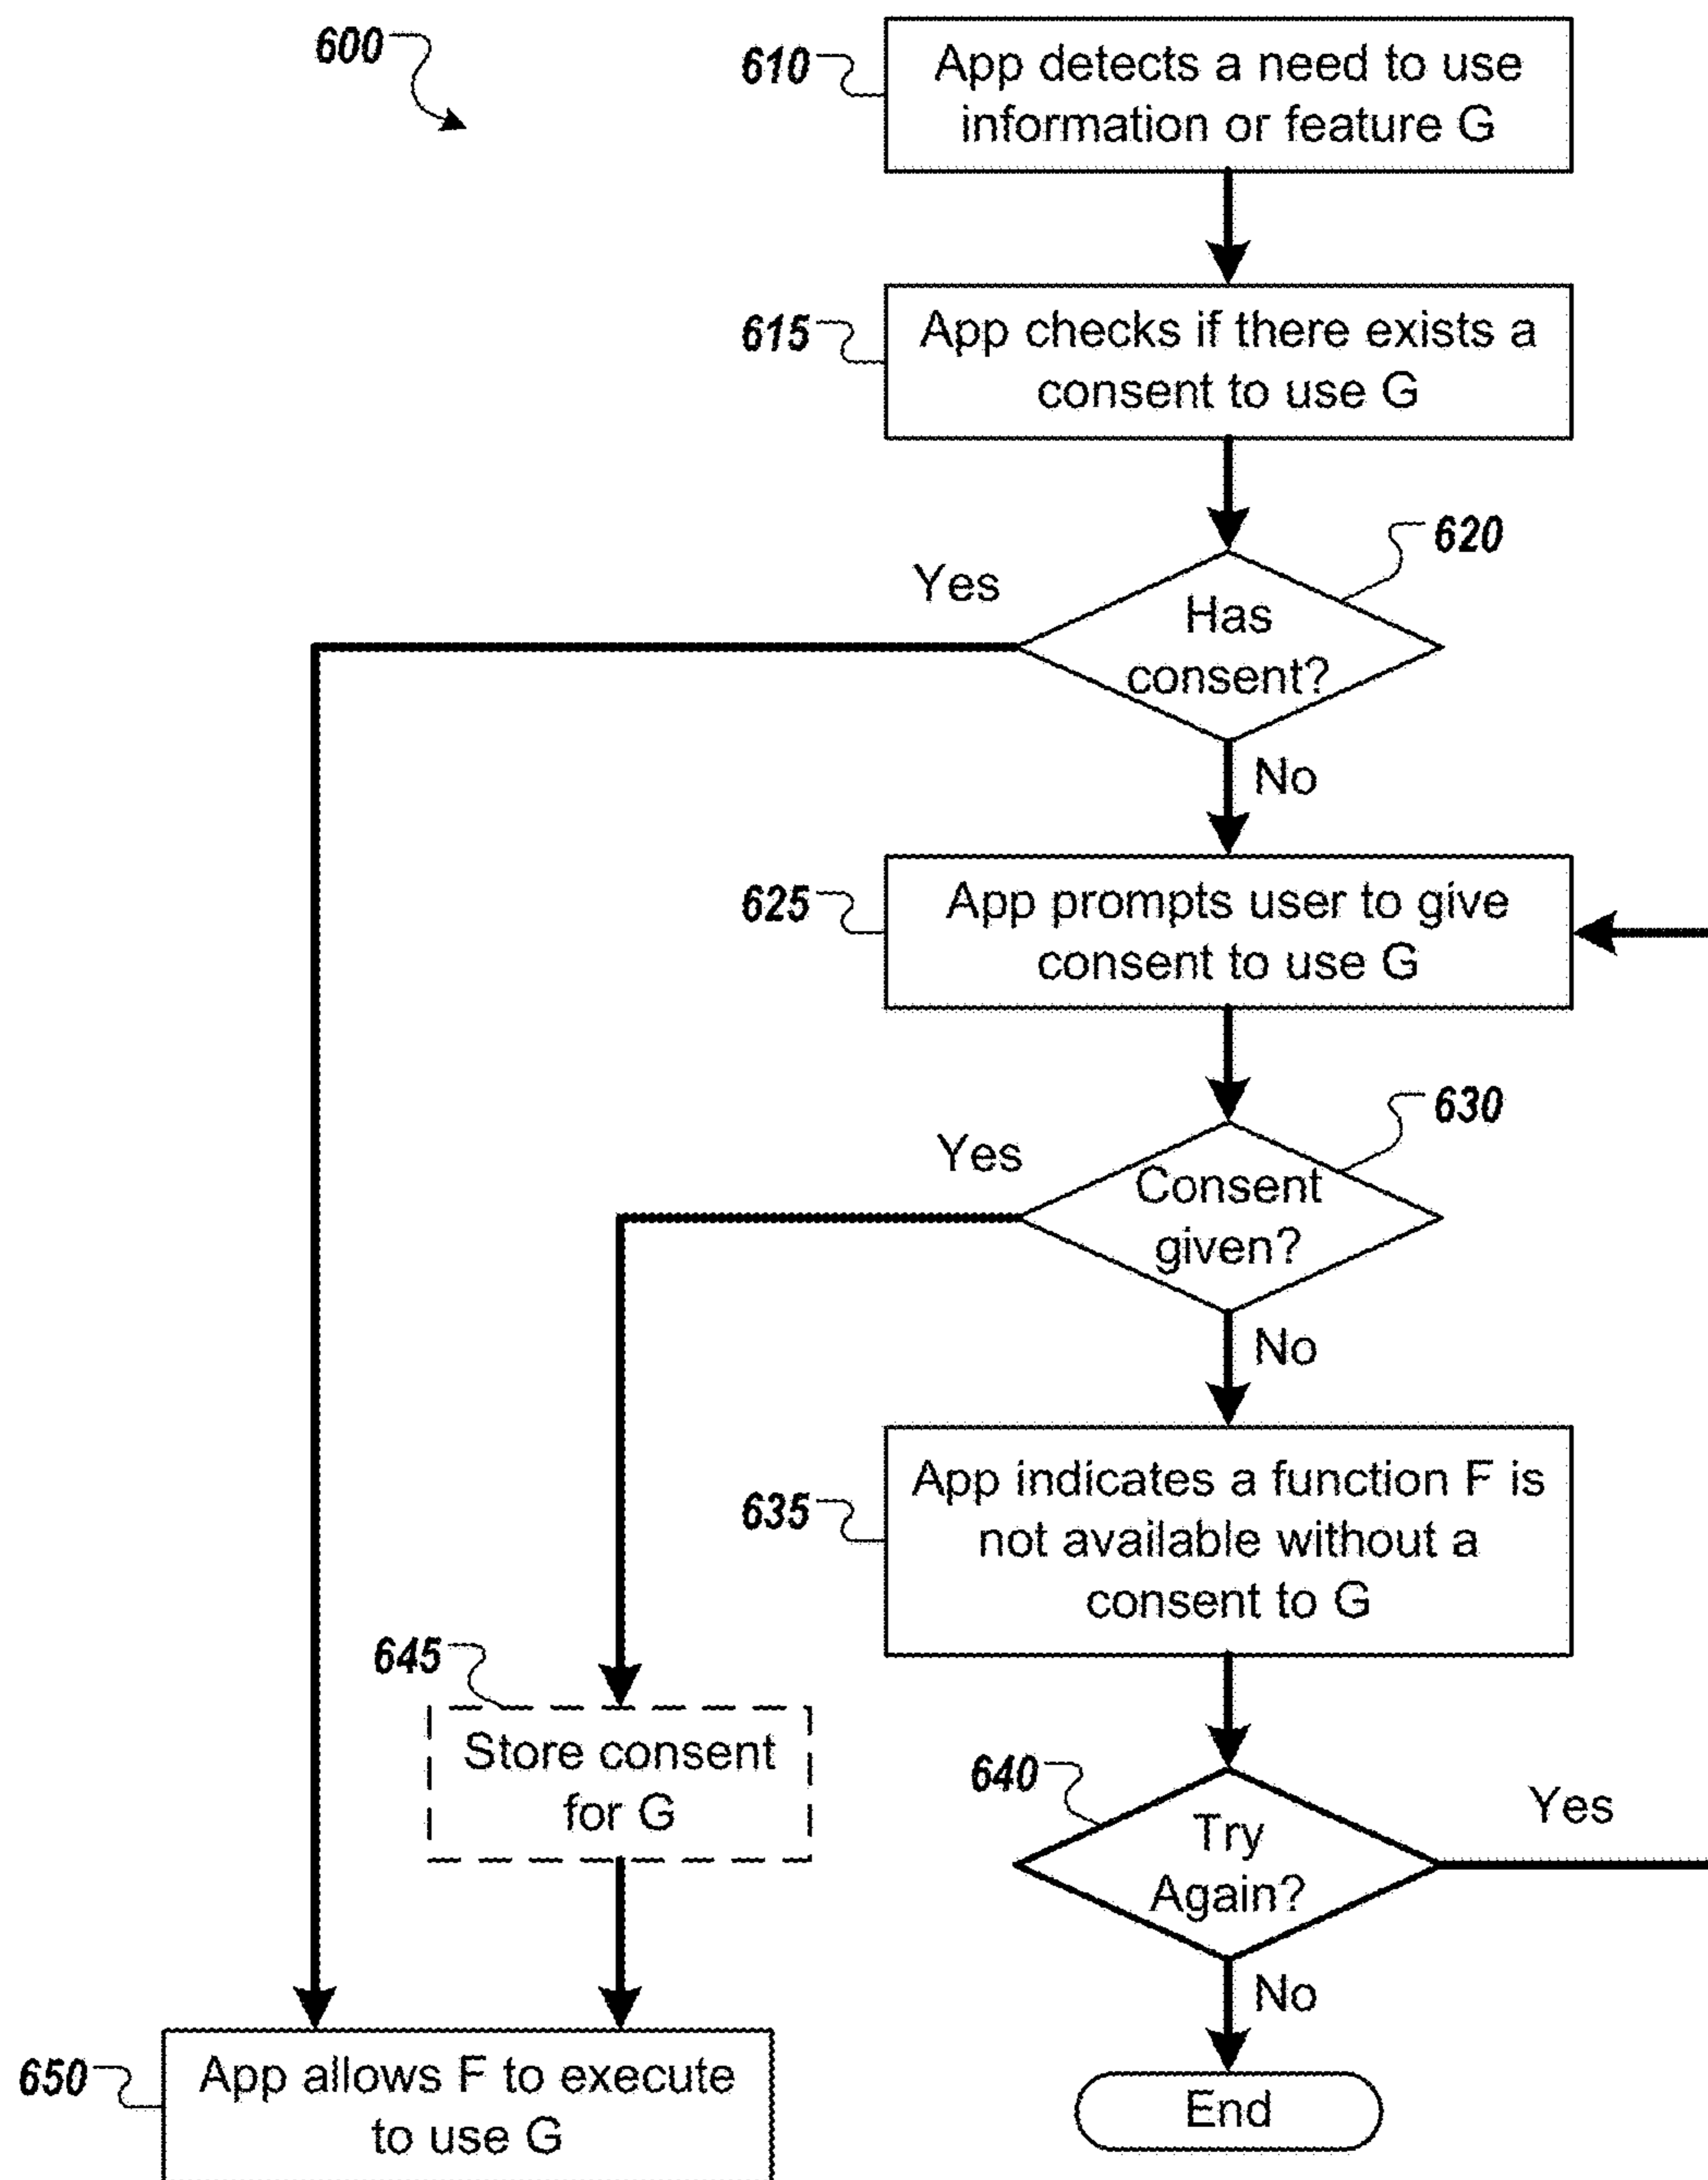 600
610
App detects a need to use
information or feature G
615
App checks if there exists a
consent to use G
620
Yes
Has
consent?
No
625
App prompts user to give
consent to use G
630
Yes
Consent
given?
No
635
App indicates a function F is
not available without a
consent to G
645
Store consent
for G
640
Try
Again?
Yes
No
650
App allows F to execute
to use G
End